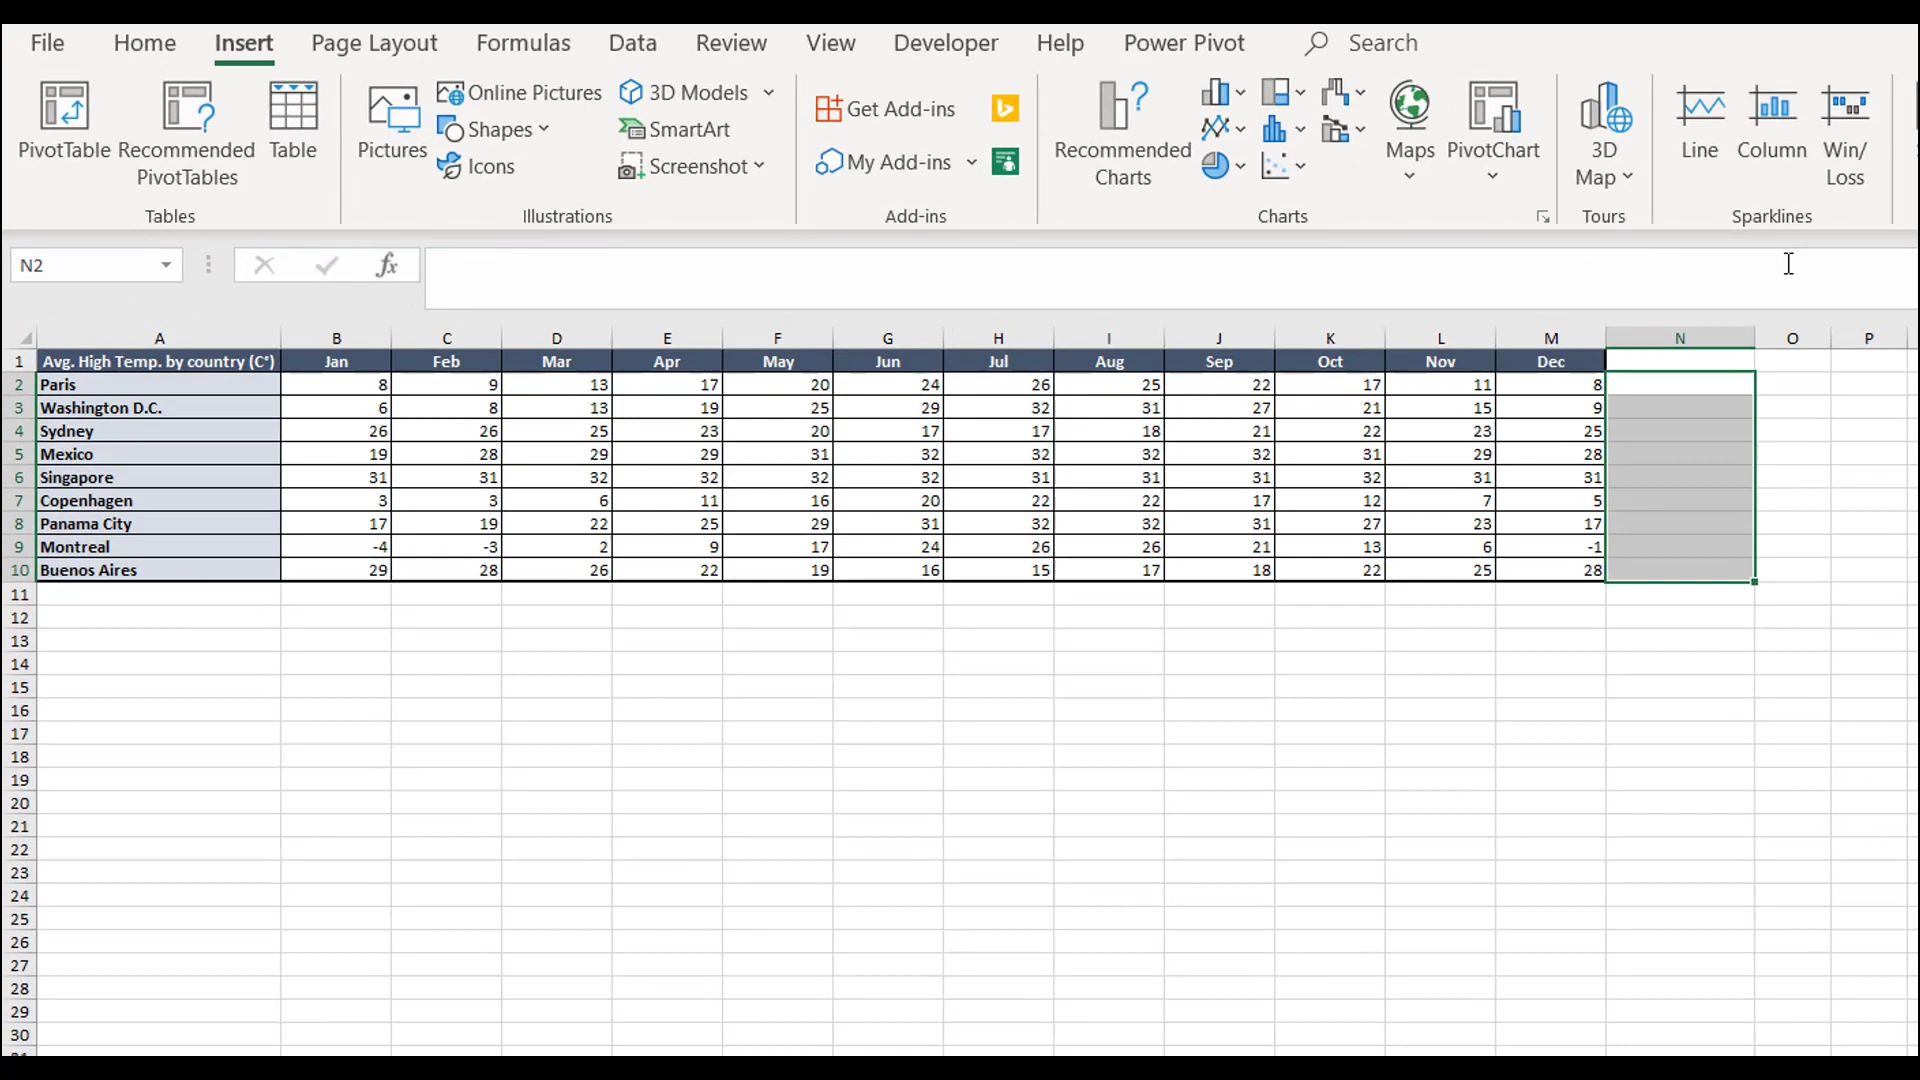 File Home Insert Page Layout Formulas Data Review View Developer Help Power Pivot Search
PivotTable Recommended PivotTables Table
Tables
Pictures Online Pictures Shapes Icons 3D Models SmartArt Screenshot
Illustrations
Get Add-ins
My Add-ins
Add-ins
Recommended Charts Maps PivotChart
Charts
3D Map
Tours
Line Column Win/ Loss
Sparklines
N2 fx
A B C D E F G H I J K L M N O P
1 Avg. High Temp. by country (C°) Jan Feb Mar Apr May Jun Jul Aug Sep Oct Nov Dec
2 Paris 8 9 13 17 20 24 26 25 22 17 11 8
3 Washington D.C. 6 8 13 19 25 29 32 31 27 21 15 9
4 Sydney 26 26 25 23 20 17 17 18 21 22 23 25
5 Mexico 19 28 29 29 31 32 32 32 32 31 29 28
6 Singapore 31 31 32 32 32 32 31 31 31 32 31 31
7 Copenhagen 3 3 6 11 16 20 22 22 17 12 7 5
8 Panama City 17 19 22 25 29 31 32 32 31 27 23 17
9 Montreal -4 -3 2 9 17 24 26 26 21 13 6 -1
10 Buenos Aires 29 28 26 22 19 16 15 17 18 22 25 28
11
12
13
14
15
16
17
18
19
20
21
22
23
24
25
26
27
28
29
30